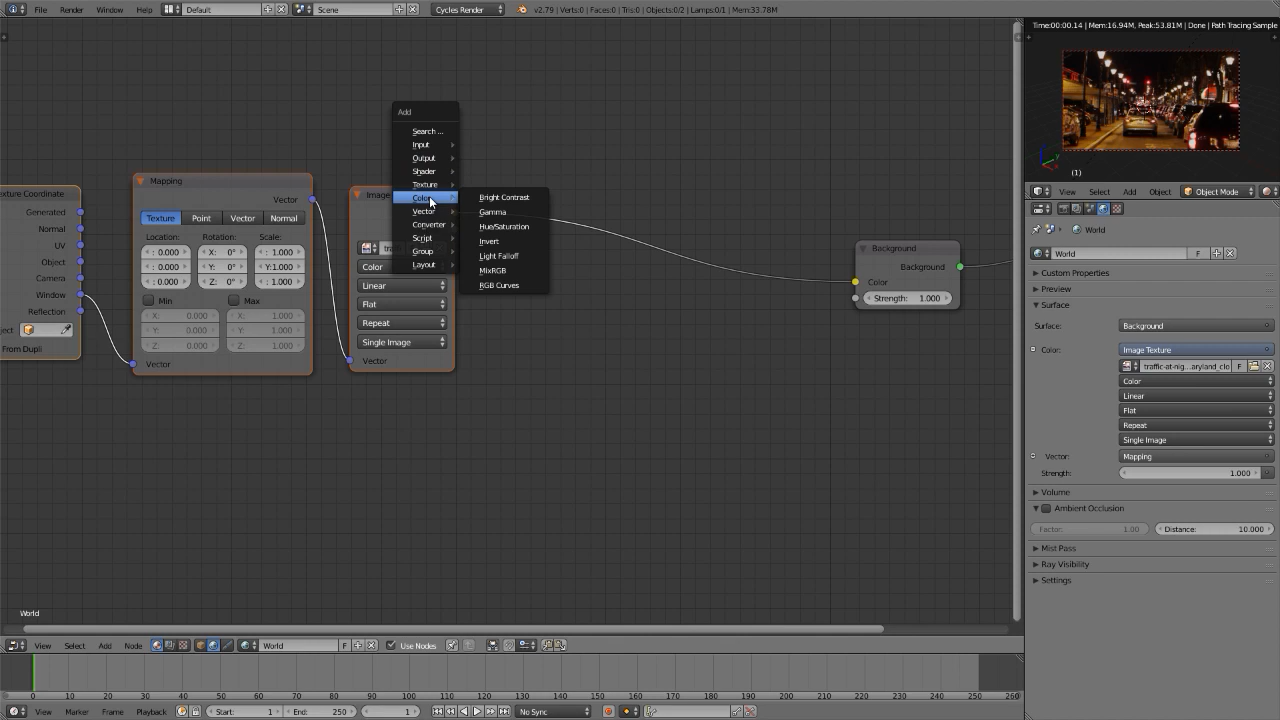 File Render Window Help Default Scene Cycles Render v2.79 | Verts:0 | Faces:0 | Tris:0 | Objects:0/2 | Lamps:0/1 | Mem:33.78M
Time:00:00.14 | Mem:16.94M, Peak:53.81M | Done | Path Tracing Sample
Add
Search ...
Input
Output
Shader
Texture
Color
Vector
Converter
Script
Group
Layout
Bright Contrast
Gamma
Hue/Saturation
Invert
Light Falloff
MixRGB
RGB Curves
exture Coordinate
Generated
Normal
UV
Object
Camera
Window
Reflection
ject
From Dupli
Mapping
Vector
Texture Point Vector Normal
Location: Rotation: Scale:
: 0.000 X: 0° : 1.000
: 0.000 Y: 0° Y:1.000
: 0.000 Z: 0° : 1.000
Min Max
X: 0.000 X: 0.000
Y: 0.000 Y: 0.000
Z: 0.000 Z: 0.000
Vector
Image
Color
Linear
Flat
Repeat
Single Image
Vector
Background
Background
Color
Strength: 1.000
World
(1)
View Select Add Object Object Mode
World
World F
Custom Properties
Preview
Surface
Surface: Background
Color: Image Texture
traffic-at-nig...aryland_clo F
Color
Linear
Flat
Repeat
Single Image
Vector: Mapping
Strength: 1.000
Volume
Ambient Occlusion
Factor: 1.00 Distance: 10.000
Mist Pass
Ray Visibility
Settings
View Select Add Node World F Use Nodes
0 10 20 30 40 50 60 70 80 90 100 110 120 130 140 150 160 170 180 190 200 210 220 230 240 250 260
View Marker Frame Playback Start: 1 End: 250 1 No Sync